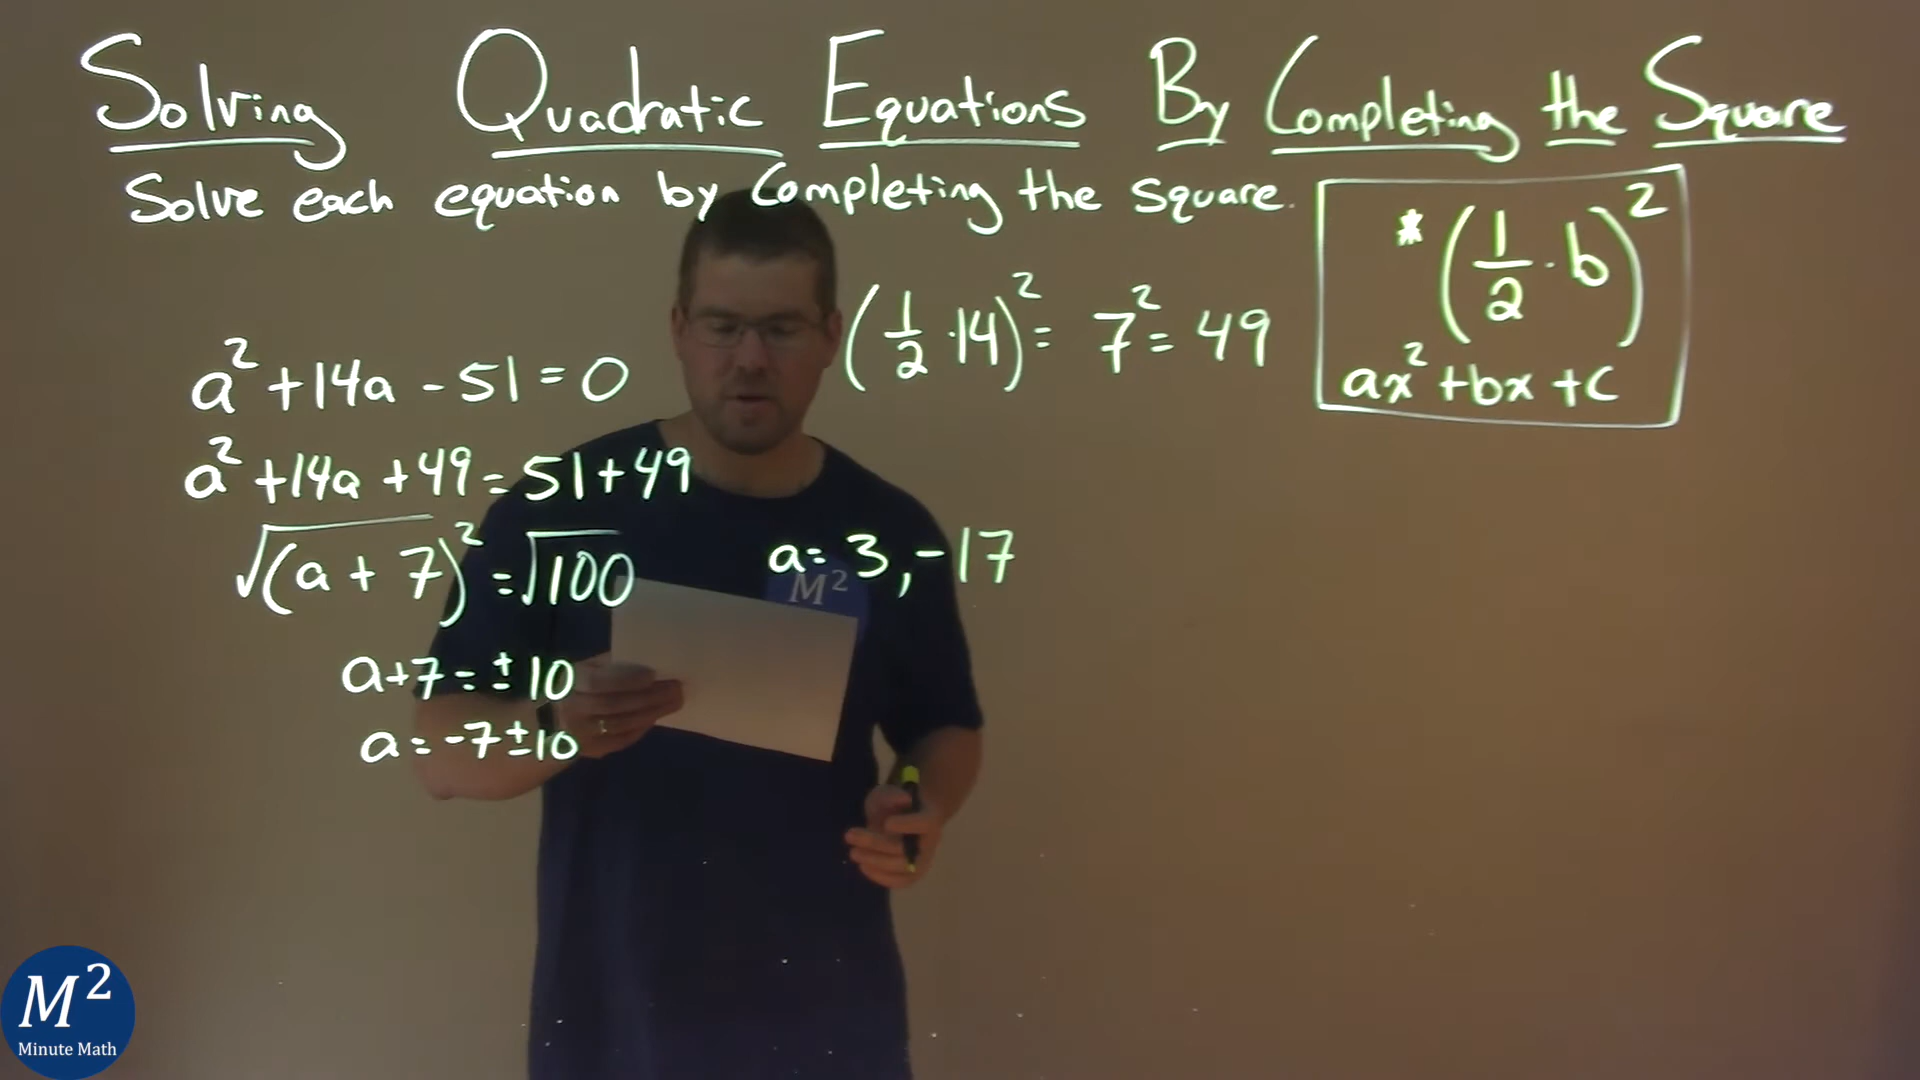 Solving Quadratic Equations By Completing the Square
Solve each equation by completing the square.
* (1/2 · b)²
ax² + bx + c
(1/2 · 14)² = 7² = 49
a² + 14a - 51 = 0
a² + 14a + 49 = 51 + 49
√(a + 7)² = √100
a = 3, -17
M²
a + 7 = ± 10
a = -7 ± 10
M²
Minute Math